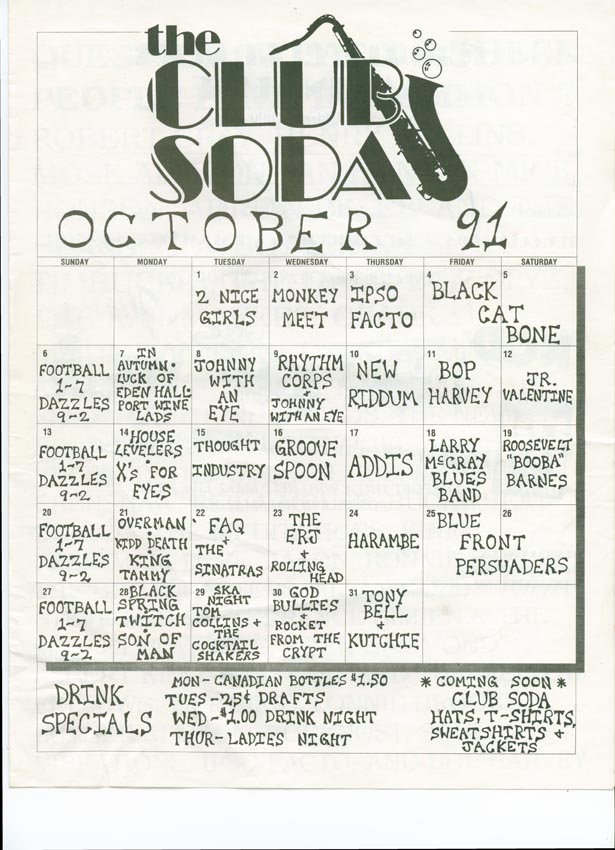 the
CLUB
SODA
OCTOBER 91
SUNDAY MONDAY TUESDAY WEDNESDAY THURSDAY FRIDAY SATURDAY
1
2 NICE
GIRLS
2
MONKEY
MEET
3
IPSO
FACTO
4 5
BLACK
CAT
BONE
6
FOOTBALL
1-7
DAZZLES
9-2
7 IN
AUTUMN •
LUCK OF
EDEN HALL •
PORT WINE
LADS
8
JOHNNY
WITH
AN
EYE
9
RHYTHM
CORPS
+
JOHNNY
WITH AN EYE
10
NEW
RIDDUM
11
BOP
HARVEY
12
JR.
VALENTINE
13
FOOTBALL
1-7
DAZZLES
9-2
14 HOUSE
LEVELERS
•
X's FOR
EYES
15
THOUGHT
INDUSTRY
16
GROOVE
SPOON
17
ADDIS
18
LARRY
McCRAY
BLUES
BAND
19
ROOSEVELT
"BOOBA"
BARNES
20
FOOTBALL
1-7
DAZZLES
9-2
21
OVERMAN •
KIDD DEATH
•
KING
TAMMY
22
FAQ
+
THE
SINATRAS
23
THE
ERJ
+
ROLLING
HEAD
24
HARAMBE
25 26
BLUE
FRONT
PERSUADERS
27
FOOTBALL
1-7
DAZZLES
9-2
28 BLACK
SPRING
•
TWITCH
•
SON OF
MAN
29 SKA
NIGHT
TOM
COLLINS +
THE
COCKTAIL
SHAKERS
30 GOD
BULLIES
+
ROCKET
FROM THE
CRYPT
31 TONY
BELL
+
KUTCHIE
DRINK
SPECIALS
MON- CANADIAN BOTTLES $1.50
TUES- 25¢ DRAFTS
WED -$1.00 DRINK NIGHT
THUR- LADIES NIGHT
* COMING SOON *
CLUB SODA
HATS, T-SHIRTS,
SWEATSHIRTS +
JACKETS